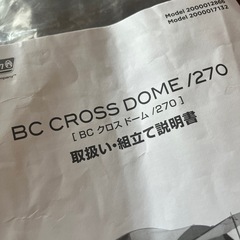 Model 2000012866
Model 2000017132
BC CROSS DOME /270
[ BC クロスドーム /270 ]
取扱い・組立て説明書